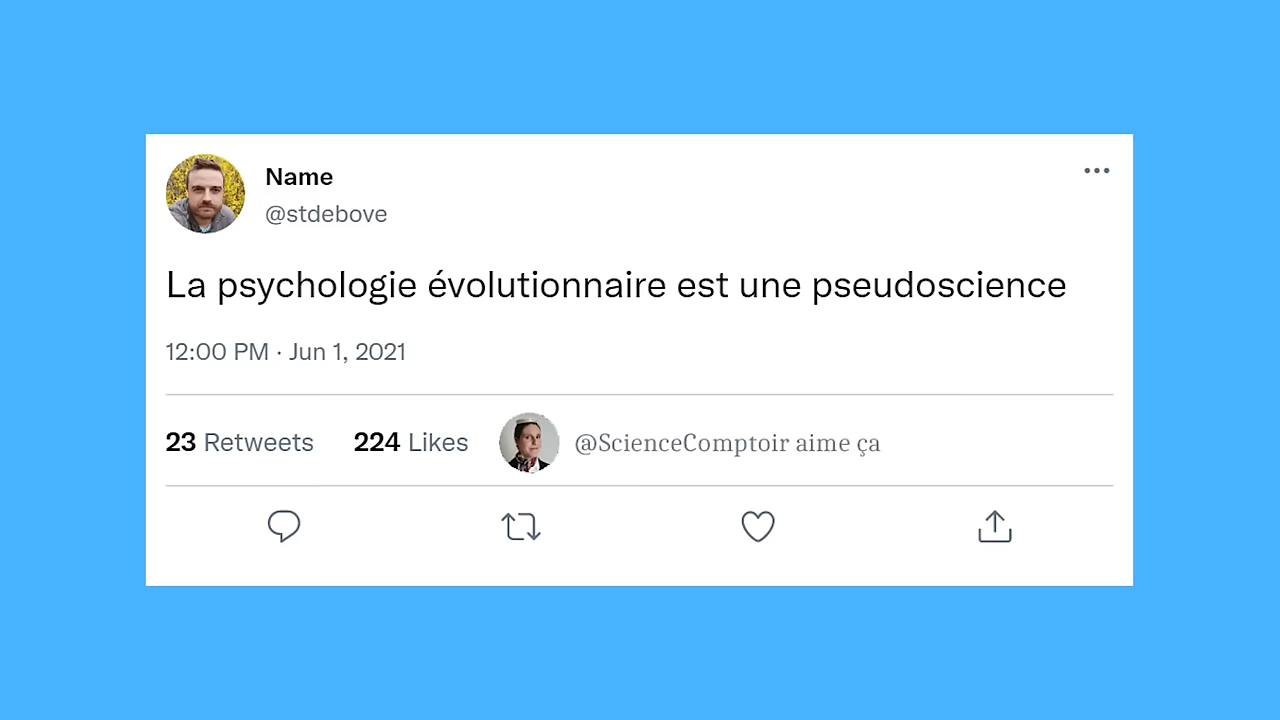 Name
@stdebove
La psychologie évolutionnaire est une pseudoscience
12:00 PM · Jun 1, 2021
23 Retweets 224 Likes @ScienceComptoir aime ça